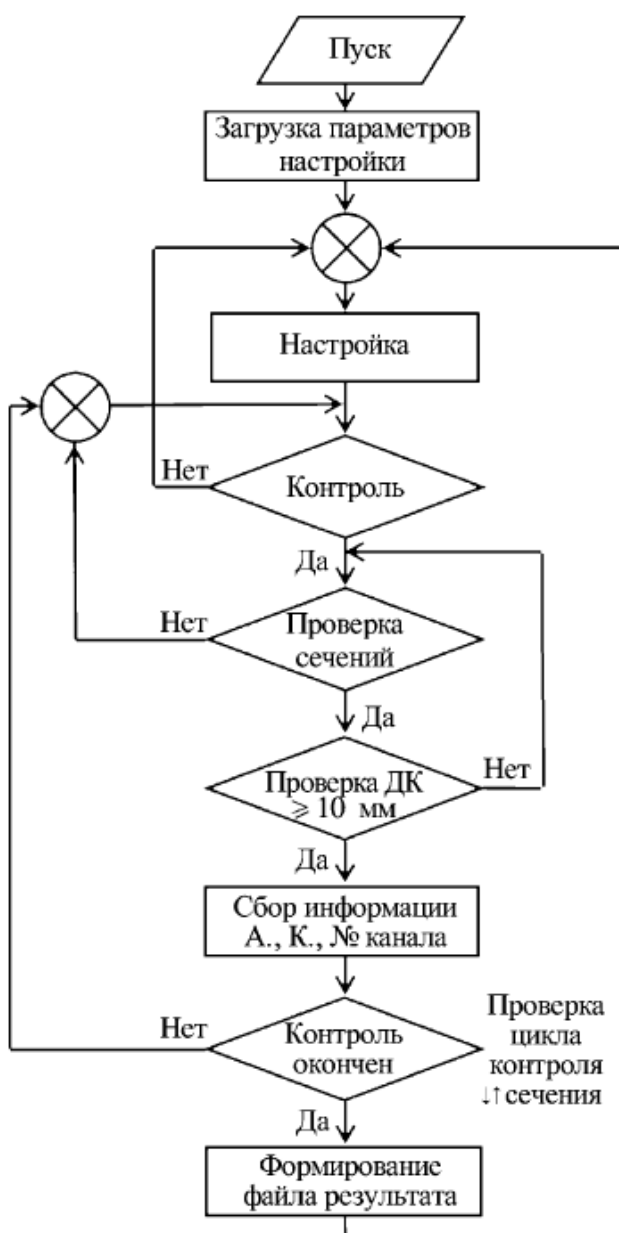 Пуск
Загрузка параметров
настройки
Настройка
Нет
Контроль
Да
Нет
Проверка
сечений
Да
Проверка ДК
⩾ 10 мм
Нет
Да
Сбор информации
А., К., № канала
Нет
Контроль
окончен
Проверка
цикла
контроля
↓↑ сечения
Да
Формирование
файла результата